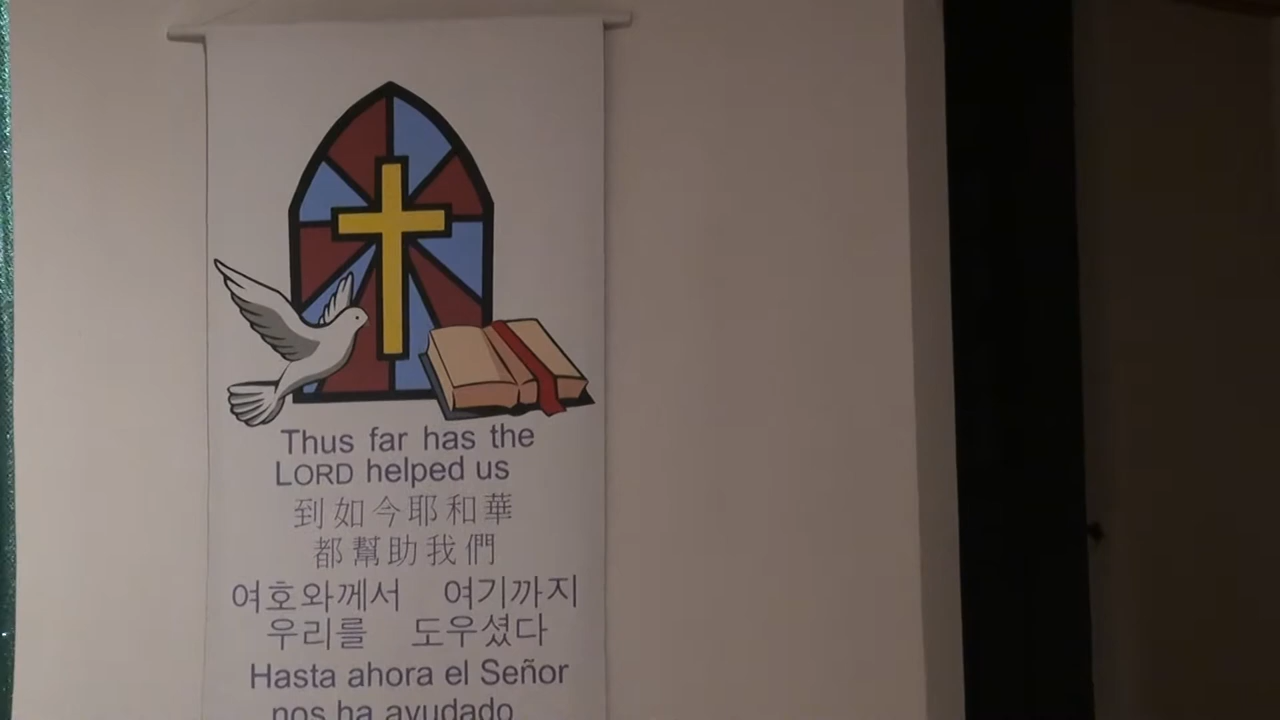 Thus far has the
LORD helped us
到如今耶和華
都幫助我們
여호와께서 여기까지
우리를 도우셨다
Hasta ahora el Señor
nos ha ayudado